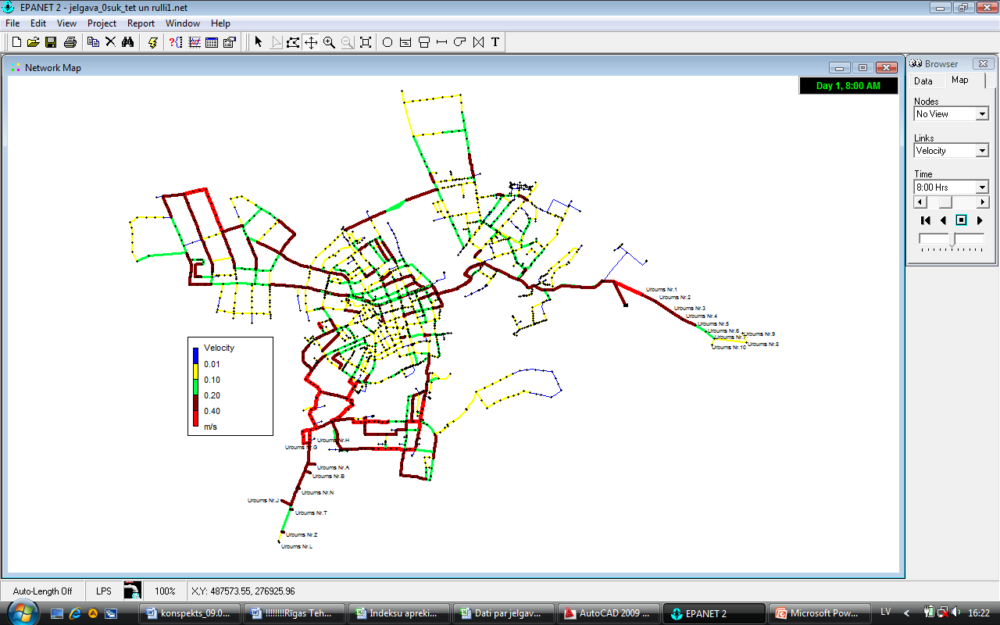 EPANET 2 - jelgava_0suk_tet un rulli1.net
File Edit View Project Report Window Help
T
Network Map
Day 1, 8:00 AM
Browser
Data Map
Nodes
No View
Links
Velocity
Time
8:00 Hrs
Urbums Nr.1
Urbums Nr.2
Urbums Nr.3
Urbums Nr.4
Urbums Nr.5
Urbums Nr.6
Urbums Nr.9
Urbums Nr.7
Urbums Nr.8
Urbums Nr.10
Velocity
0.01
0.10
0.20
0.40
m/s
Urbums Nr.H
Urbums Nr.G
Urbums Nr.A
Urbums Nr.B
Urbums Nr.N
Urbums Nr.J
Urbums Nr.T
Urbums Nr.Z
Urbums Nr.L
Auto-Length Off LPS 100% X,Y: 487573.55, 276925.96
konspekts_09.0... !!!!!!!!Rīgas Teh... Indeksu apreki... Dati par jelgav... AutoCAD 2009 ... EPANET 2 Microsoft Pow... LV < 16:22